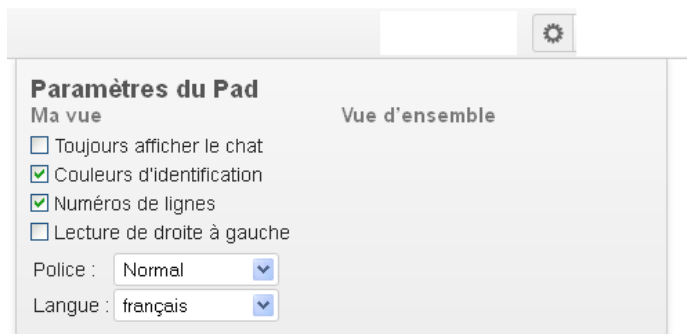 Paramètres du Pad
Ma vue
Vue d'ensemble
Toujours afficher le chat
Couleurs d'identification
Numéros de lignes
Lecture de droite à gauche
Police : Normal
Langue : français